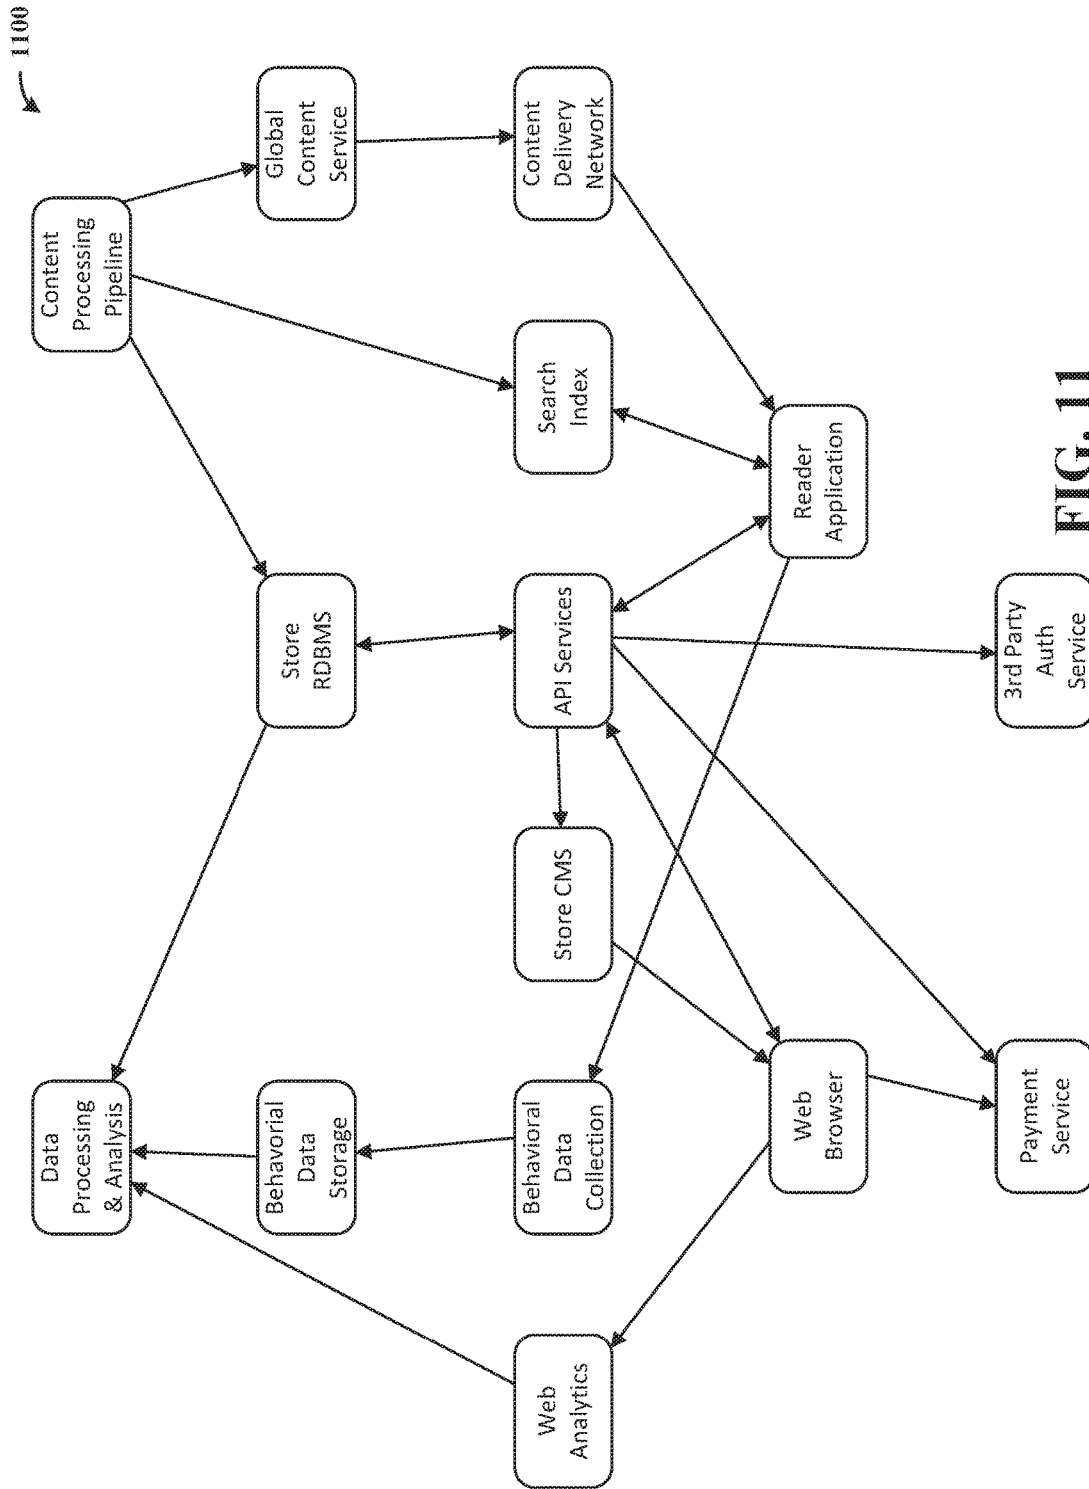 1100
Content
Processing
Pipeline
Global
Content
Service
Content
Delivery
Network
Search
Index
Reader
Application
Store
RDBMS
API Services
3rd Party
Auth
Service
Store CMS
Data
Processing
& Analysis
Behavorial
Data
Storage
Behavioral
Data
Collection
Web
Browser
Payment
Service
Web
Analytics
FIG. 11